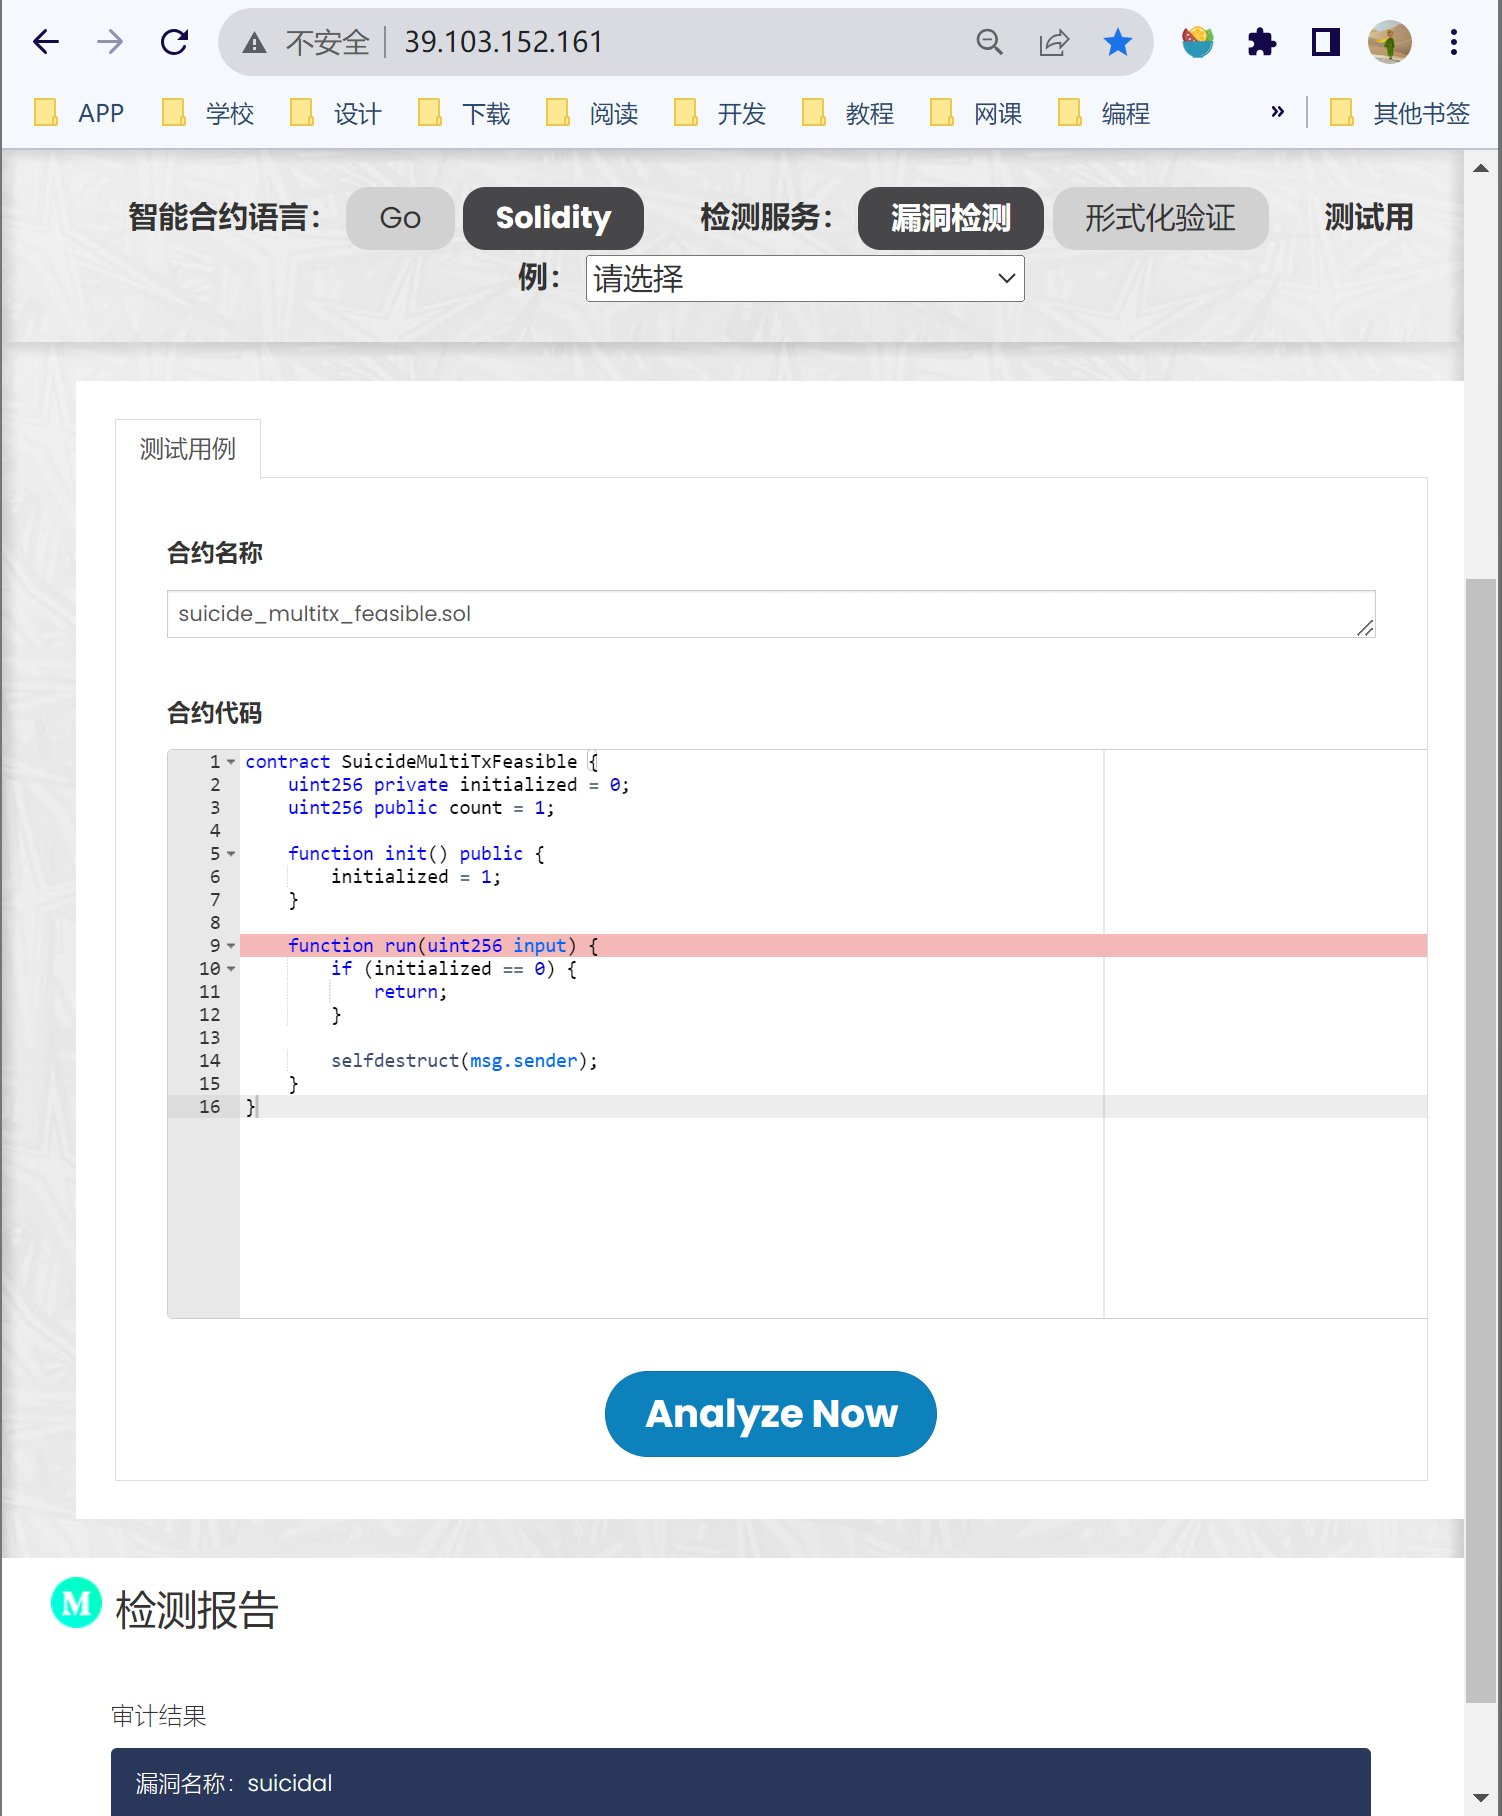 不安全 39.103.152.161
APP 学校 设计 下载 阅读 开发 教程 网课 编程 » 其他书签
智能合约语言： Go Solidity 检测服务： 漏洞检测 形式化验证 测试用
例： 请选择
测试用例
合约名称
suicide_multitx_feasible.sol
合约代码
1 contract SuicideMultiTxFeasible {
2 uint256 private initialized = 0;
3 uint256 public count = 1;
4
5 function init() public {
6 initialized = 1;
7 }
8
9 function run(uint256 input) {
10 if (initialized == 0) {
11 return;
12 }
13
14 selfdestruct(msg.sender);
15 }
16 }
Analyze Now
M 检测报告
审计结果
漏洞名称：suicidal